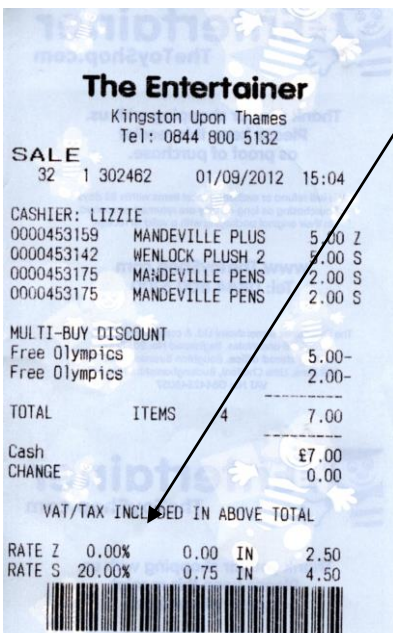 The Entertainer
Kingston Upon Thames
Tel: 0844 800 5132
SALE
32 1 302462 01/09/2012 15:04
CASHIER: LIZZIE
0000453159 MANDEVILLE PLUS 5.00 Z
0000453142 WENLOCK PLUSH 2 5.00 S
0000453175 MANDEVILLE PENS 2.00 S
0000453175 MANDEVILLE PENS 2.00 S
MULTI-BUY DISCOUNT
Free Olympics 5.00-
Free Olympics 2.00-
TOTAL ITEMS 4 7.00
Cash £7.00
CHANGE 0.00
VAT/TAX INCLUDED IN ABOVE TOTAL
RATE Z 0.00% 0.00 IN 2.50
RATE S 20.00% 0.75 IN 4.50